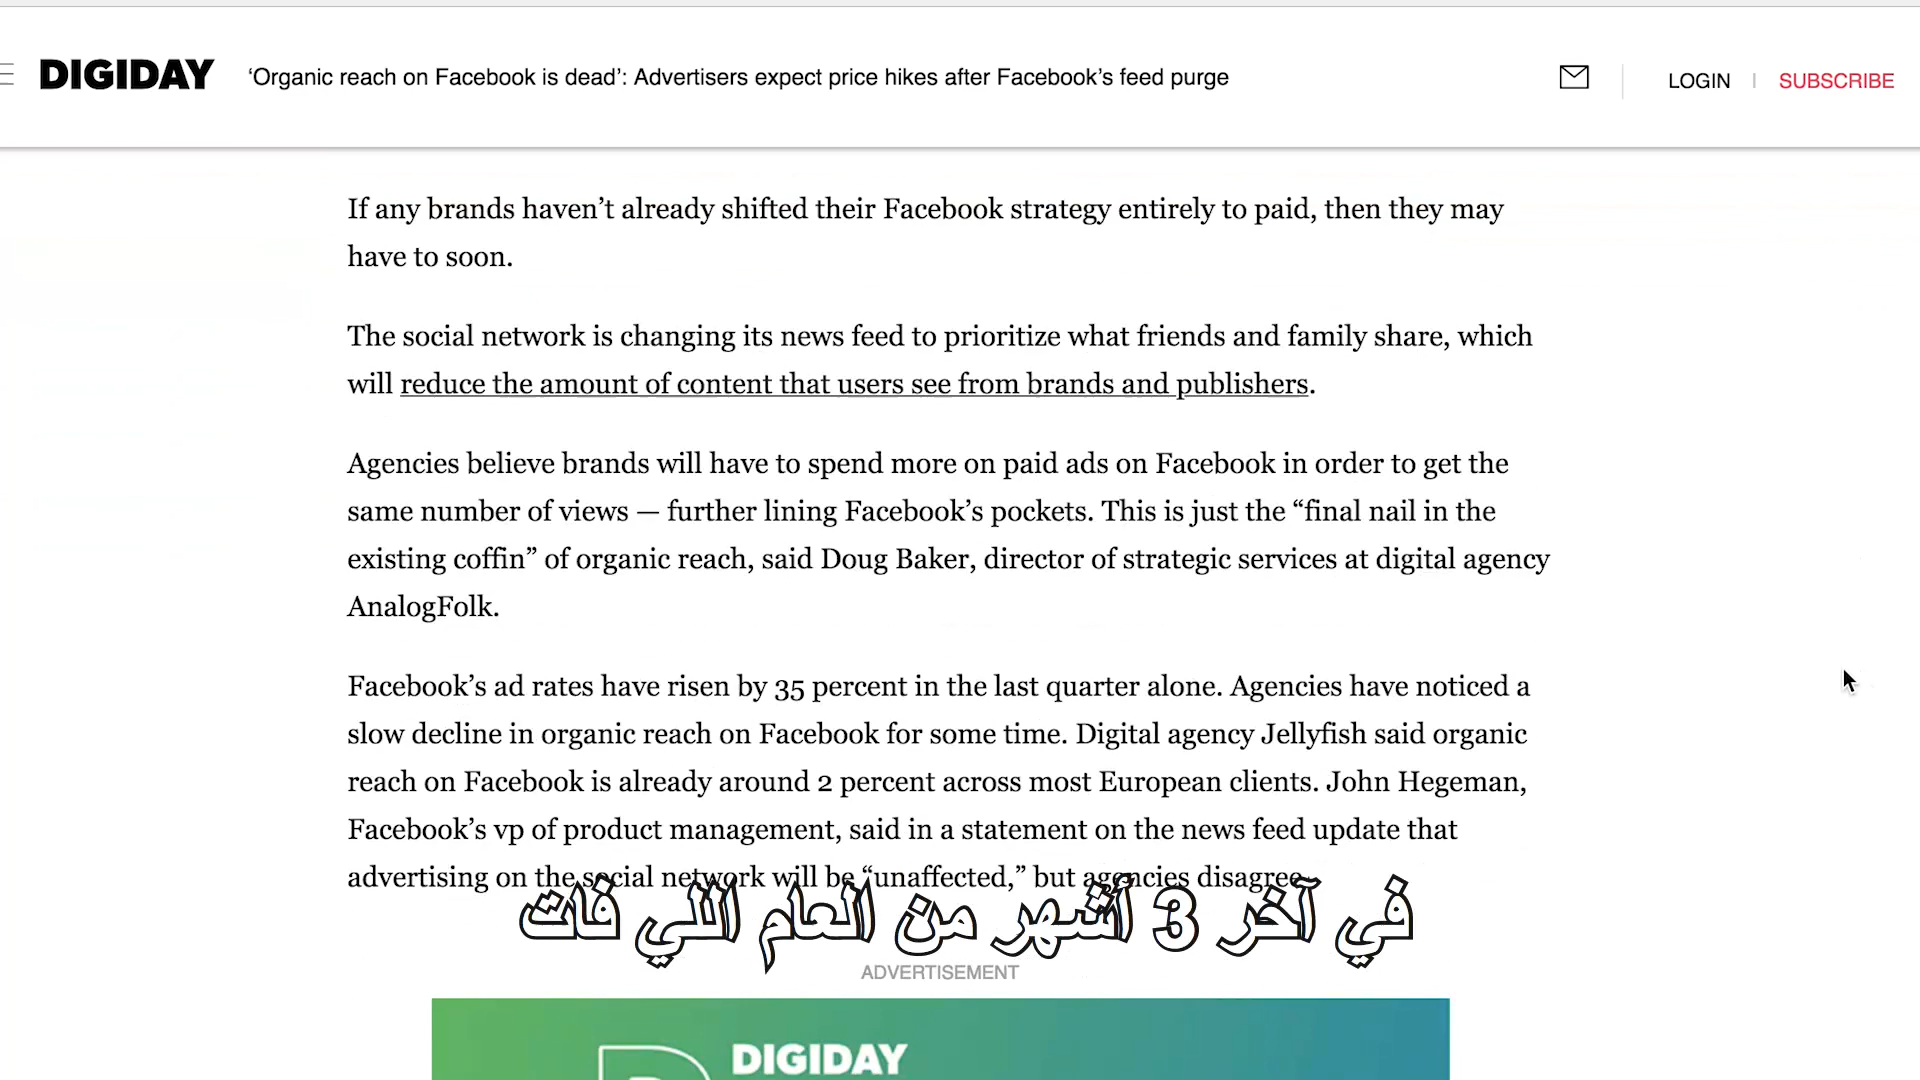 DIGIDAY
‘Organic reach on Facebook is dead’: Advertisers expect price hikes after Facebook’s feed purge
LOGIN | SUBSCRIBE
If any brands haven’t already shifted their Facebook strategy entirely to paid, then they may
have to soon.
The social network is changing its news feed to prioritize what friends and family share, which
will reduce the amount of content that users see from brands and publishers.
Agencies believe brands will have to spend more on paid ads on Facebook in order to get the
same number of views — further lining Facebook’s pockets. This is just the “final nail in the
existing coffin” of organic reach, said Doug Baker, director of strategic services at digital agency
AnalogFolk.
Facebook’s ad rates have risen by 35 percent in the last quarter alone. Agencies have noticed a
slow decline in organic reach on Facebook for some time. Digital agency Jellyfish said organic
reach on Facebook is already around 2 percent across most European clients. John Hegeman,
Facebook’s vp of product management, said in a statement on the news feed update that
advertising on the social network will be “unaffected,” but agencies disagree.
في آخر 3 أشهر من العام اللي فات
ADVERTISEMENT
DIGIDAY